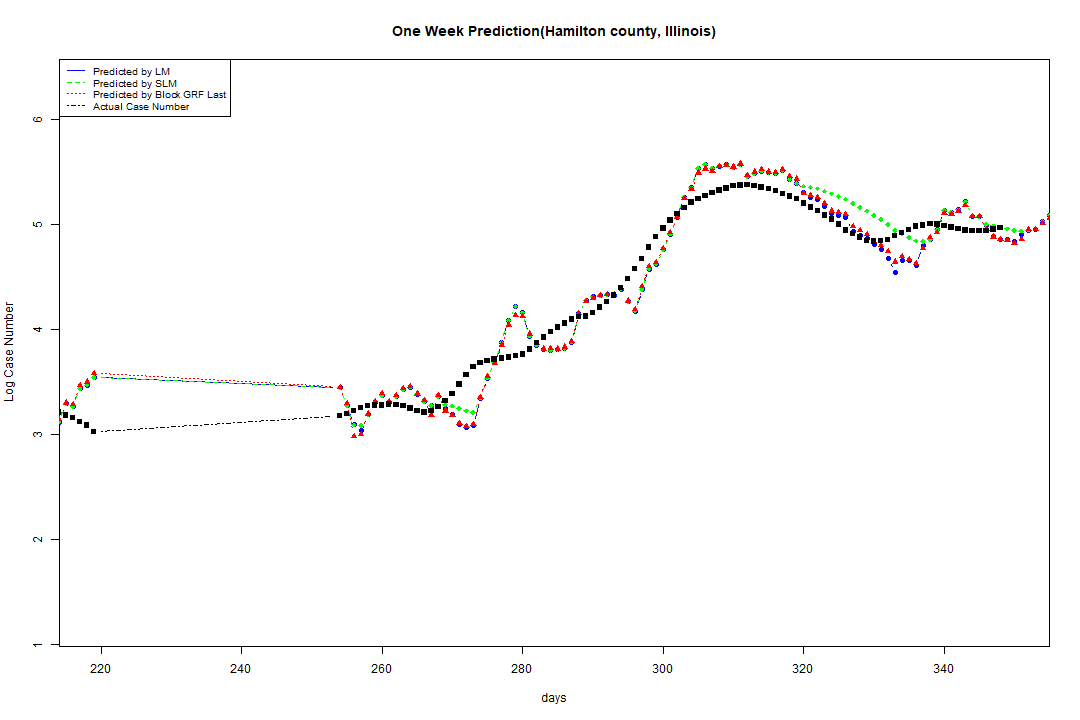 One Week Prediction(Hamilton county, Illinois)
Predicted by LM
Predicted by SLM
Predicted by Block GRF Last
Actual Case Number
Log Case Number
6
5
4
3
2
1
220 240 260 280 300 320 340
days